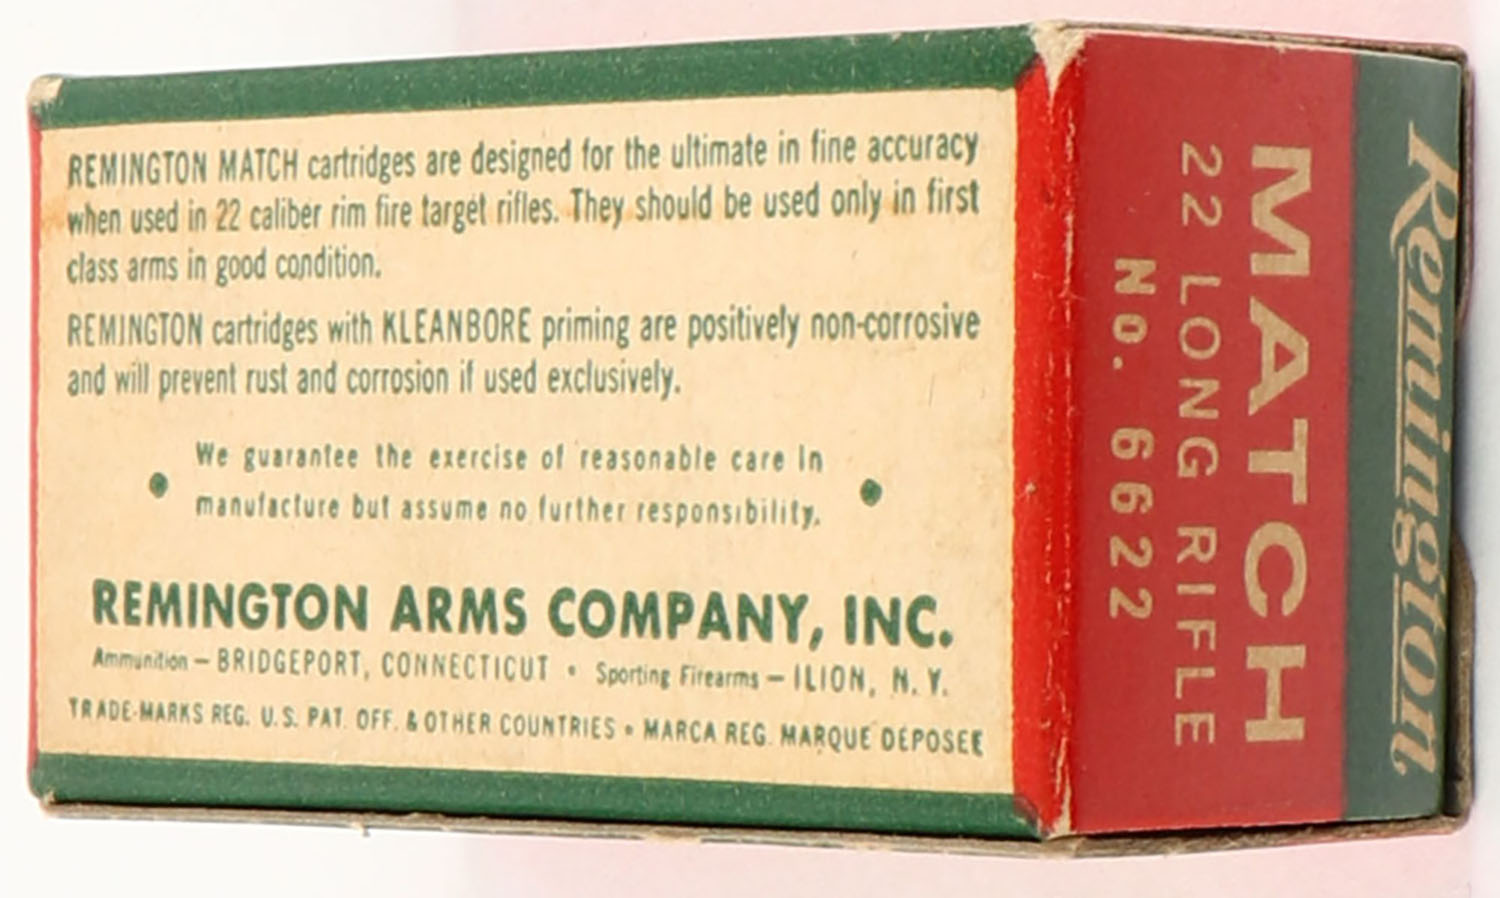 REMINGTON MATCH cartridges are designed for the ultimate in fine accuracy
when used in 22 caliber rim fire target rifles. They should be used only in first
class arms in good condition.
REMINGTON cartridges with KLEANBORE priming are positively non-corrosive
and will prevent rust and corrosion if used exclusively.
We guarantee the exercise of reasonable care in
manufacture but assume no further responsibility.
REMINGTON ARMS COMPANY, INC.
Ammunition — BRIDGEPORT, CONNECTICUT • Sporting Firearms — ILION, N. Y.
TRADE-MARKS REG. U.S. PAT. OFF. & OTHER COUNTRIES • MARCA REG. MARQUE DEPOSEE
Remington
MATCH
22 LONG RIFLE
No. 6622